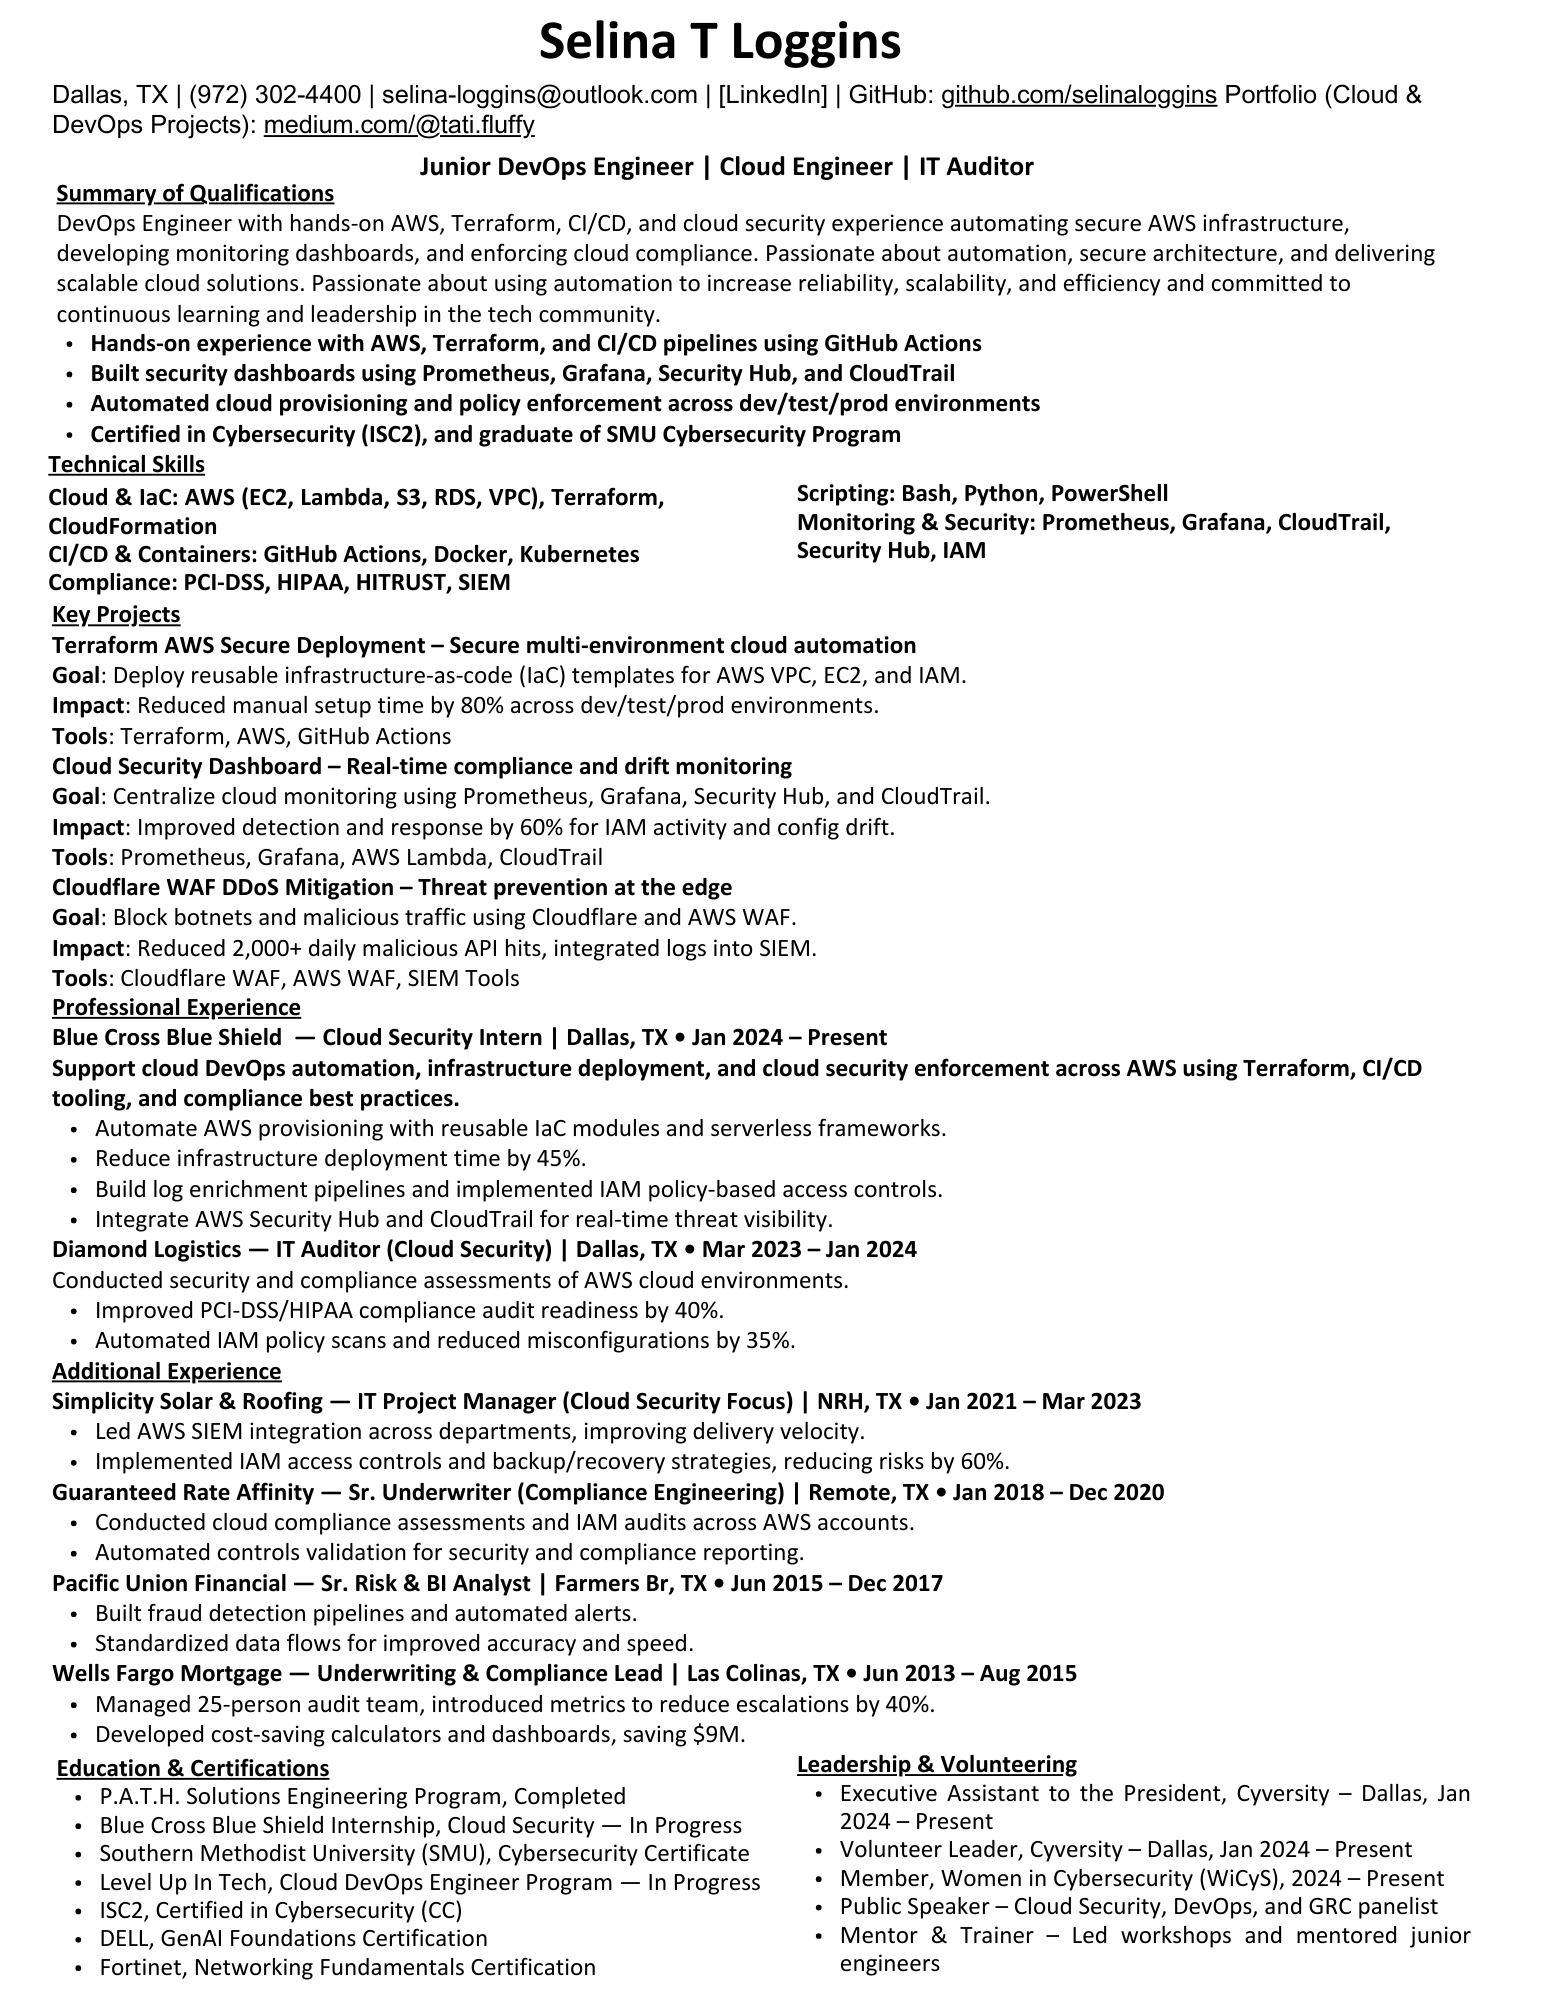 Selina T Loggins
Dallas, TX | (972) 302-4400 | selina-loggins@outlook.com | [LinkedIn] | GitHub: github.com/selinaloggins Portfolio (Cloud &
DevOps Projects): medium.com/@tati.fluffy
Junior DevOps Engineer | Cloud Engineer | IT Auditor
Summary of Qualifications
DevOps Engineer with hands-on AWS, Terraform, CI/CD, and cloud security experience automating secure AWS infrastructure,
developing monitoring dashboards, and enforcing cloud compliance. Passionate about automation, secure architecture, and delivering
scalable cloud solutions. Passionate about using automation to increase reliability, scalability, and efficiency and committed to
continuous learning and leadership in the tech community.
• Hands-on experience with AWS, Terraform, and CI/CD pipelines using GitHub Actions
• Built security dashboards using Prometheus, Grafana, Security Hub, and CloudTrail
• Automated cloud provisioning and policy enforcement across dev/test/prod environments
• Certified in Cybersecurity (ISC2), and graduate of SMU Cybersecurity Program
Technical Skills
Cloud & IaC: AWS (EC2, Lambda, S3, RDS, VPC), Terraform,
CloudFormation
CI/CD & Containers: GitHub Actions, Docker, Kubernetes
Compliance: PCI-DSS, HIPAA, HITRUST, SIEM
Scripting: Bash, Python, PowerShell
Monitoring & Security: Prometheus, Grafana, CloudTrail,
Security Hub, IAM
Key Projects
Terraform AWS Secure Deployment – Secure multi-environment cloud automation
Goal: Deploy reusable infrastructure-as-code (IaC) templates for AWS VPC, EC2, and IAM.
Impact: Reduced manual setup time by 80% across dev/test/prod environments.
Tools: Terraform, AWS, GitHub Actions
Cloud Security Dashboard – Real-time compliance and drift monitoring
Goal: Centralize cloud monitoring using Prometheus, Grafana, Security Hub, and CloudTrail.
Impact: Improved detection and response by 60% for IAM activity and config drift.
Tools: Prometheus, Grafana, AWS Lambda, CloudTrail
Cloudflare WAF DDoS Mitigation – Threat prevention at the edge
Goal: Block botnets and malicious traffic using Cloudflare and AWS WAF.
Impact: Reduced 2,000+ daily malicious API hits, integrated logs into SIEM.
Tools: Cloudflare WAF, AWS WAF, SIEM Tools
Professional Experience
Blue Cross Blue Shield — Cloud Security Intern | Dallas, TX • Jan 2024 – Present
Support cloud DevOps automation, infrastructure deployment, and cloud security enforcement across AWS using Terraform, CI/CD
tooling, and compliance best practices.
• Automate AWS provisioning with reusable IaC modules and serverless frameworks.
• Reduce infrastructure deployment time by 45%.
• Build log enrichment pipelines and implemented IAM policy-based access controls.
• Integrate AWS Security Hub and CloudTrail for real-time threat visibility.
Diamond Logistics — IT Auditor (Cloud Security) | Dallas, TX • Mar 2023 – Jan 2024
Conducted security and compliance assessments of AWS cloud environments.
• Improved PCI-DSS/HIPAA compliance audit readiness by 40%.
• Automated IAM policy scans and reduced misconfigurations by 35%.
Additional Experience
Simplicity Solar & Roofing — IT Project Manager (Cloud Security Focus) | NRH, TX • Jan 2021 – Mar 2023
• Led AWS SIEM integration across departments, improving delivery velocity.
• Implemented IAM access controls and backup/recovery strategies, reducing risks by 60%.
Guaranteed Rate Affinity — Sr. Underwriter (Compliance Engineering) | Remote, TX • Jan 2018 – Dec 2020
• Conducted cloud compliance assessments and IAM audits across AWS accounts.
• Automated controls validation for security and compliance reporting.
Pacific Union Financial — Sr. Risk & BI Analyst | Farmers Br, TX • Jun 2015 – Dec 2017
• Built fraud detection pipelines and automated alerts.
• Standardized data flows for improved accuracy and speed.
Wells Fargo Mortgage — Underwriting & Compliance Lead | Las Colinas, TX • Jun 2013 – Aug 2015
• Managed 25-person audit team, introduced metrics to reduce escalations by 40%.
• Developed cost-saving calculators and dashboards, saving $9M.
Education & Certifications
• P.A.T.H. Solutions Engineering Program, Completed
• Blue Cross Blue Shield Internship, Cloud Security — In Progress
• Southern Methodist University (SMU), Cybersecurity Certificate
• Level Up In Tech, Cloud DevOps Engineer Program — In Progress
• ISC2, Certified in Cybersecurity (CC)
• DELL, GenAI Foundations Certification
• Fortinet, Networking Fundamentals Certification
Leadership & Volunteering
• Executive Assistant to the President, Cyversity – Dallas, Jan
2024 – Present
• Volunteer Leader, Cyversity – Dallas, Jan 2024 – Present
• Member, Women in Cybersecurity (WiCyS), 2024 – Present
• Public Speaker – Cloud Security, DevOps, and GRC panelist
• Mentor & Trainer – Led workshops and mentored junior
engineers